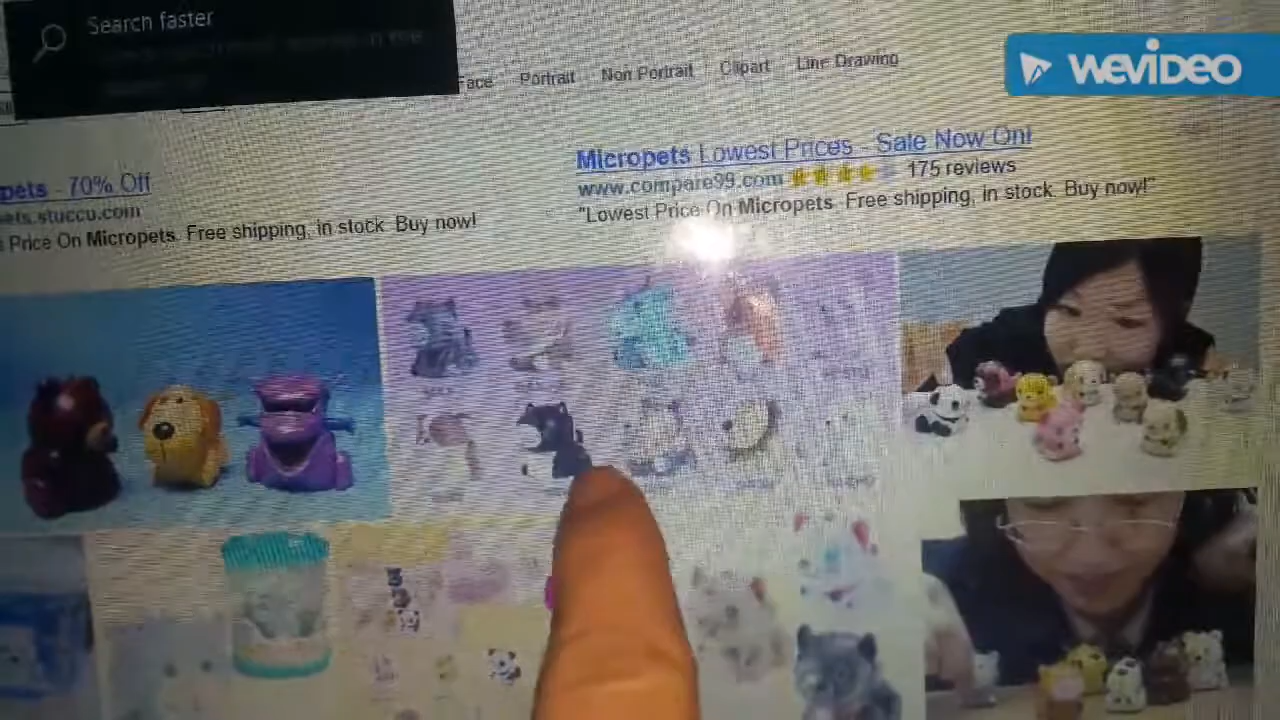 Search faster
Face Portrait Non Portrait Clipart Line Drawing
WeVideo
Micropets Lowest Prices - Sale Now On!
www.compare99.com 175 reviews
"Lowest Price On Micropets. Free shipping, in stock. Buy now!"
pets - 70% Off
ets.stuccu.com
Price On Micropets. Free shipping, in stock. Buy now!